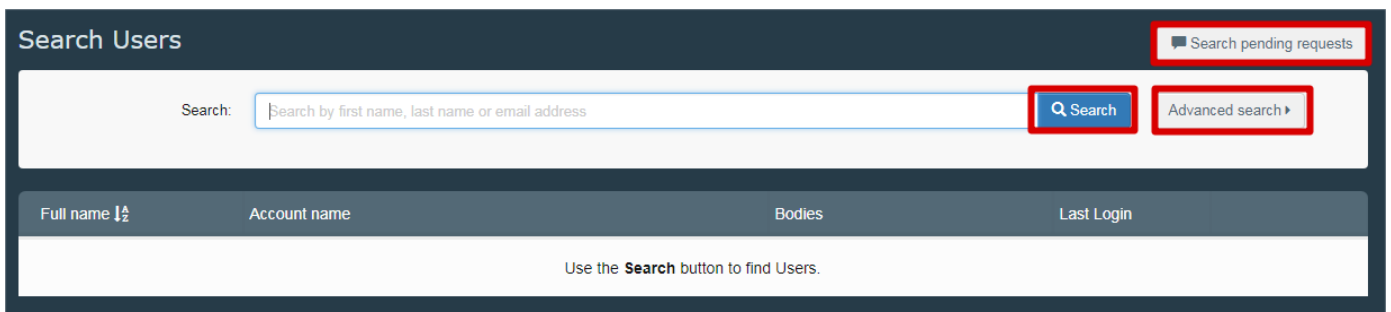 Search Users
Search pending requests
Search: Search by first name, last name or email address Search Advanced search
Full name Account name Bodies Last Login
Use the Search button to find Users.